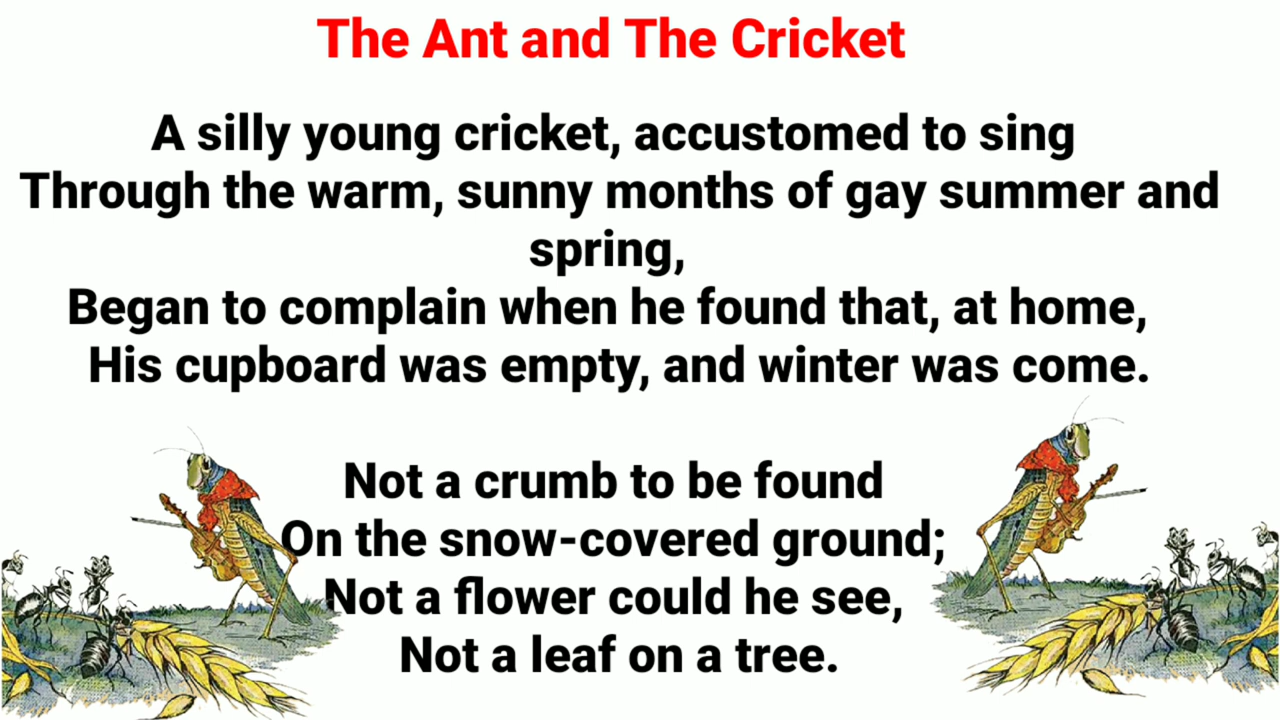 The Ant and The Cricket
A silly young cricket, accustomed to sing
Through the warm, sunny months of gay summer and
spring,
Began to complain when he found that, at home,
His cupboard was empty, and winter was come.
Not a crumb to be found
On the snow-covered ground;
Not a flower could he see,
Not a leaf on a tree.